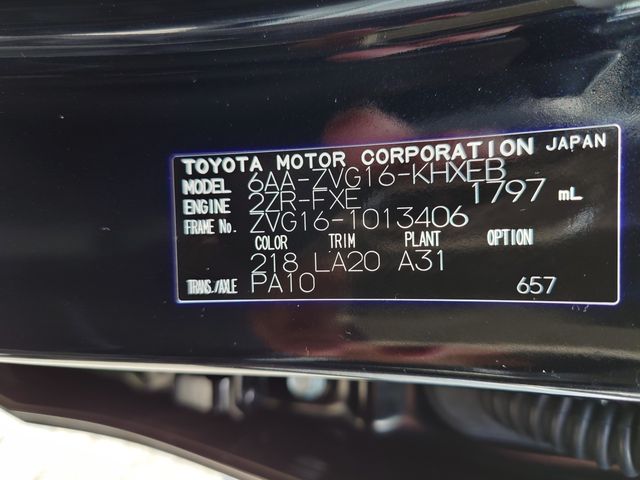 TOYOTA MOTOR CORPORATION JAPAN
MODEL 6AA-ZVG16-KHXEB
ENGINE 2ZR-FXE 1797 mL
FRAME No. ZVG16-1013406
COLOR TRIM PLANT OPTION
218 LA20 A31
TRANS./AXLE PA10 657